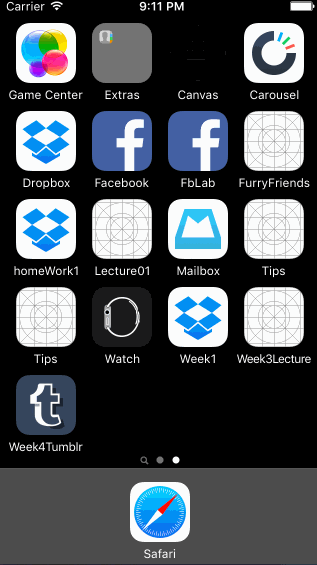 Carrier 9:11 PM
Game Center Extras Canvas Carousel
Dropbox Facebook FbLab FurryFriends
homeWork1 Lecture01 Mailbox Tips
Tips Watch Week1 Week3Lecture
Week4Tumblr
Safari